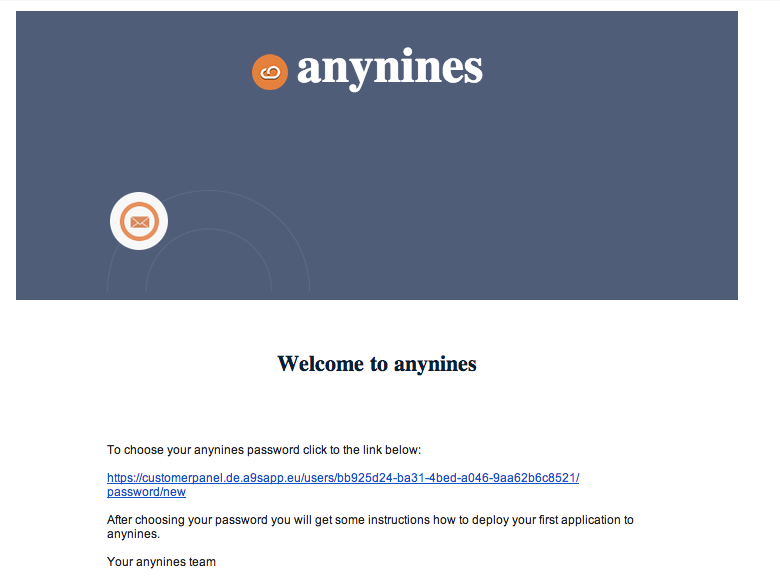 anynines
Welcome to anynines
To choose your anynines password click to the link below:
https://customerpanel.de.a9sapp.eu/users/bb925d24-ba31-4bed-a046-9aa62b6c8521/
password/new
After choosing your password you will get some instructions how to deploy your first application to
anynines.
Your anynines team